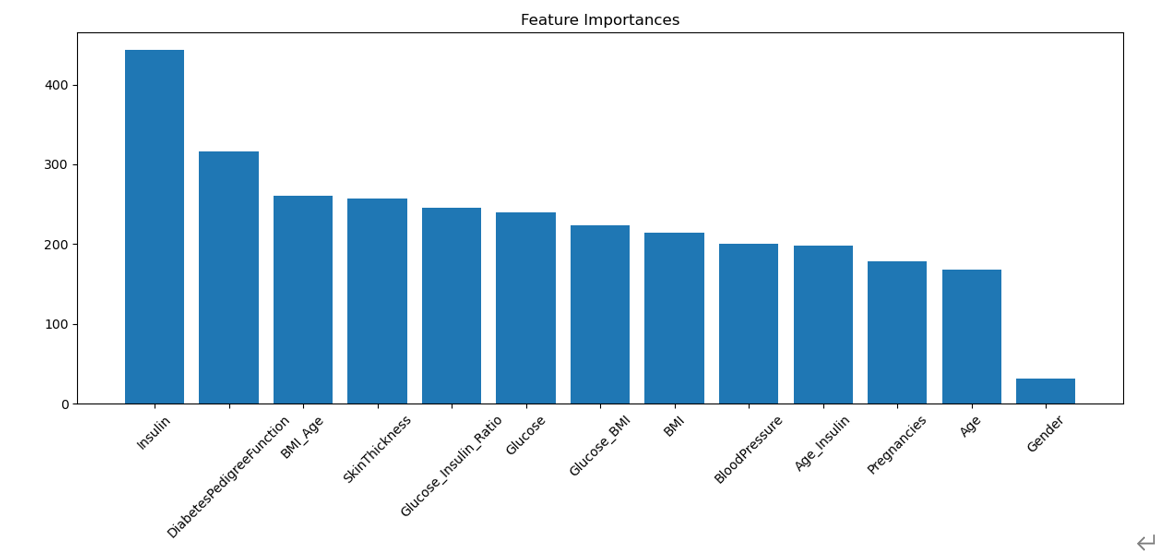 Feature Importances
400
300
200
100
0
Insulin
DiabetesPedigreeFunction
BMI_Age
SkinThickness
Glucose_Insulin_Ratio
Glucose
Glucose_BMI
BMI
BloodPressure
Age_Insulin
Pregnancies
Age
Gender